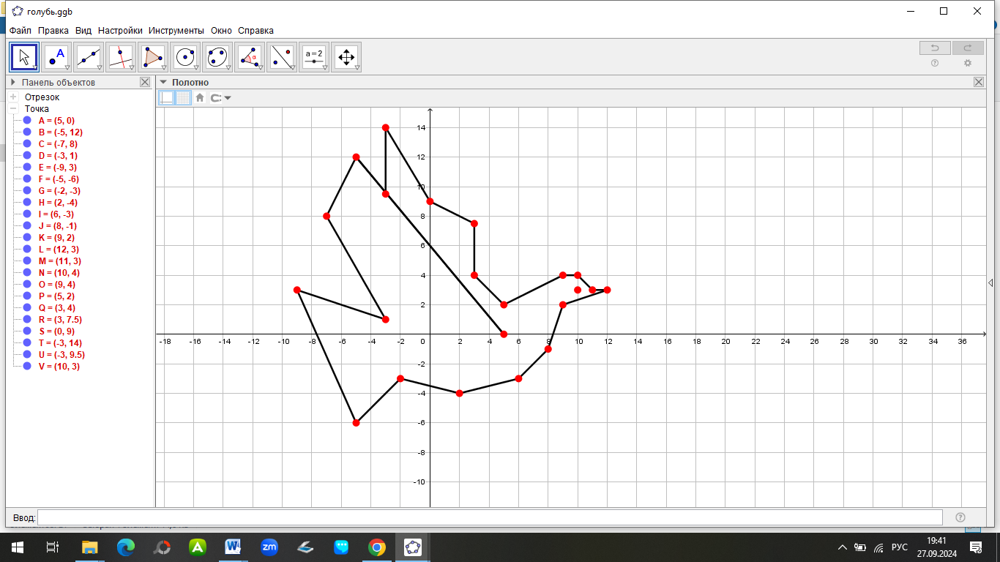 голубь.ggb
Файл Правка Вид Настройки Инструменты Окно Справка
A
α
a=2
Панель объектов
Полотно
Отрезок
Точка
A = (5, 0)
B = (-5, 12)
C = (-7, 8)
D = (-3, 1)
E = (-9, 3)
F = (-5, -6)
G = (-2, -3)
H = (2, -4)
I = (6, -3)
J = (8, -1)
K = (9, 2)
L = (12, 3)
M = (11, 3)
N = (10, 4)
O = (9, 4)
P = (5, 2)
Q = (3, 4)
R = (3, 7.5)
S = (0, 9)
T = (-3, 14)
U = (-3, 9.5)
V = (10, 3)
14
12
10
8
6
4
2
-18 -16 -14 -12 -10 -8 -6 -4 -2 0 2 4 6 8 10 12 14 16 18 20 22 24 26 28 30 32 34 36
-2
-4
-6
-8
-10
Ввод:
A W zm
РУС
19:41
27.09.2024